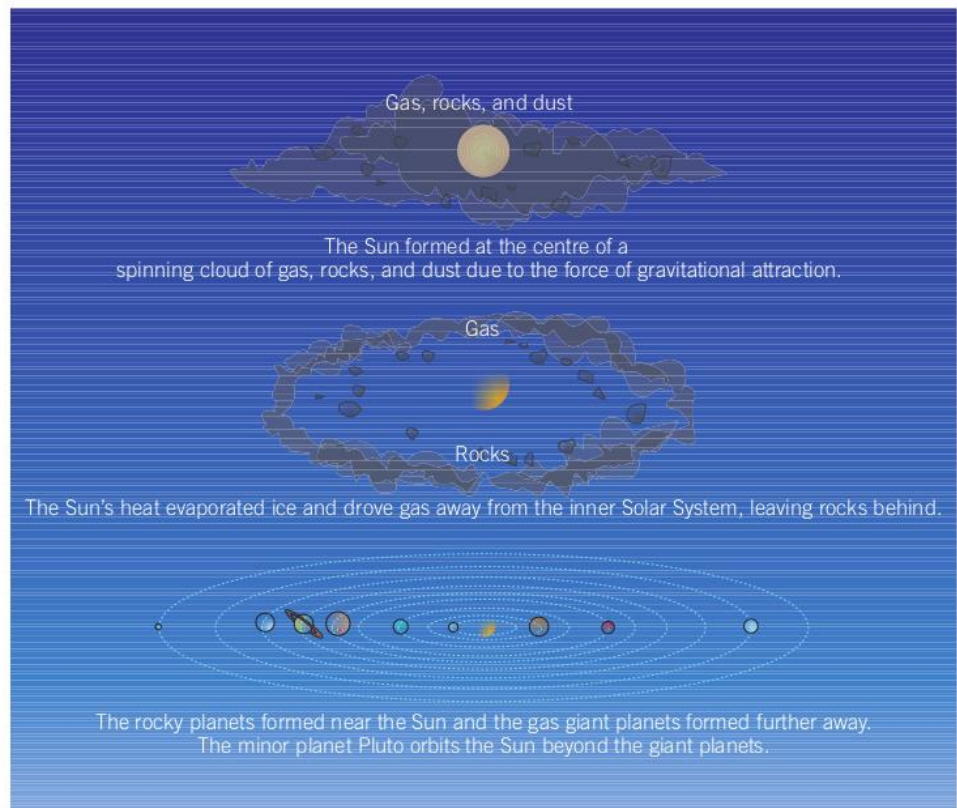 Gas, rocks, and dust
The Sun formed at the centre of a
spinning cloud of gas, rocks, and dust due to the force of gravitational attraction.
Gas
Rocks
The Sun's heat evaporated ice and drove gas away from the inner Solar System, leaving rocks behind.
The rocky planets formed near the Sun and the gas giant planets formed further away.
The minor planet Pluto orbits the Sun beyond the giant planets.